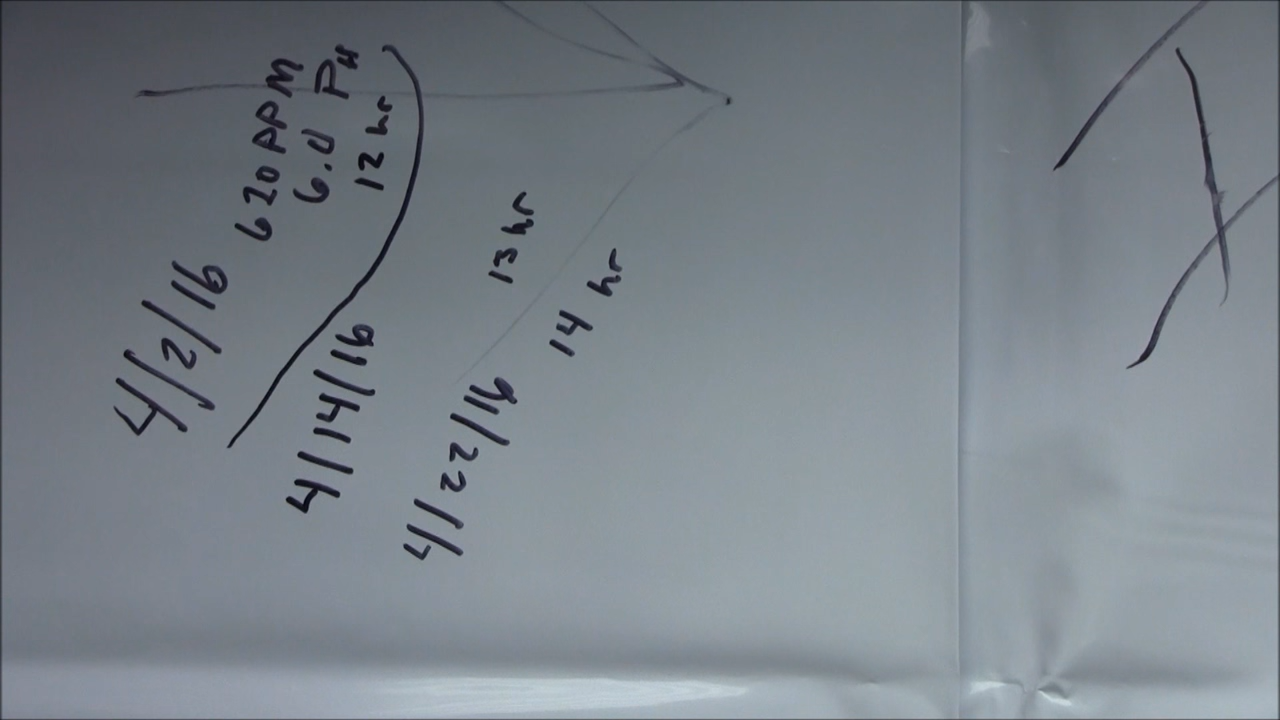 4/2/16 620 PPM
6.0 PH
12 hr
4/14/16 13 hr
4/22/16 14 hr